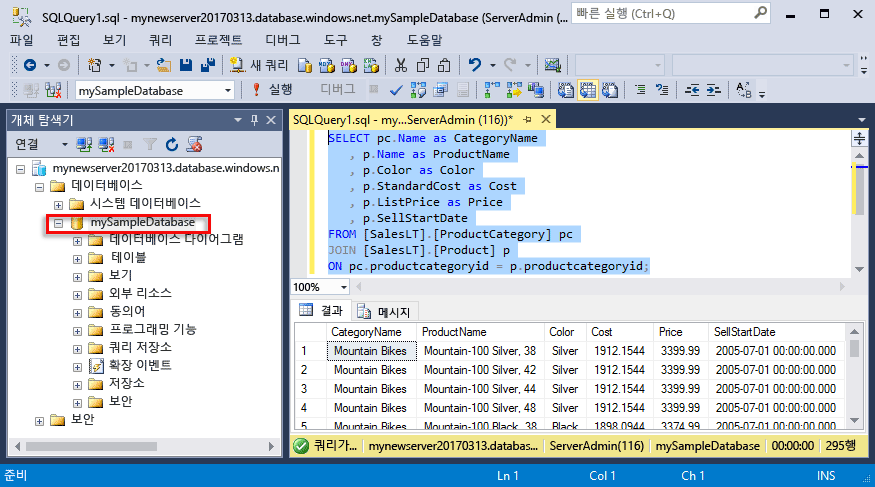 SQLQuery1.sql - mynewserver20170313.database.windows.net.mySampleDatabase (ServerAdmin (...
빠른 실행 (Ctrl+Q)
파일 편집 보기 쿼리 프로젝트 디버그 도구 창 도움말
새 쿼리
mySampleDatabase 실행 디버그
개체 탐색기
연결
mynewserver20170313.database.windows.n
데이터베이스
시스템 데이터베이스
mySampleDatabase
데이터베이스 다이어그램
테이블
보기
외부 리소스
동의어
프로그래밍 기능
쿼리 저장소
확장 이벤트
저장소
보안
보안
SQLQuery1.sql - my...ServerAdmin (116))*
SELECT pc.Name as CategoryName
, p.Name as ProductName
, p.Color as Color
, p.StandardCost as Cost
, p.ListPrice as Price
, p.SellStartDate
FROM [SalesLT].[ProductCategory] pc
JOIN [SalesLT].[Product] p
ON pc.productcategoryid = p.productcategoryid;
100%
결과 메시지
CategoryName ProductName Color Cost Price SellStartDate
1 Mountain Bikes Mountain-100 Silver, 38 Silver 1912.1544 3399.99 2005-07-01 00:00:00.000
2 Mountain Bikes Mountain-100 Silver, 42 Silver 1912.1544 3399.99 2005-07-01 00:00:00.000
3 Mountain Bikes Mountain-100 Silver, 44 Silver 1912.1544 3399.99 2005-07-01 00:00:00.000
4 Mountain Bikes Mountain-100 Silver, 48 Silver 1912.1544 3399.99 2005-07-01 00:00:00.000
5 Mountain Bikes Mountain-100 Black, 38 Black 1898.0944 3374.99 2005-07-01 00:00:00.000
쿼리가... mynewserver20170313.databas... ServerAdmin(116) mySampleDatabase 00:00:00 295행
준비 Ln 1 Col 1 Ch 1 INS